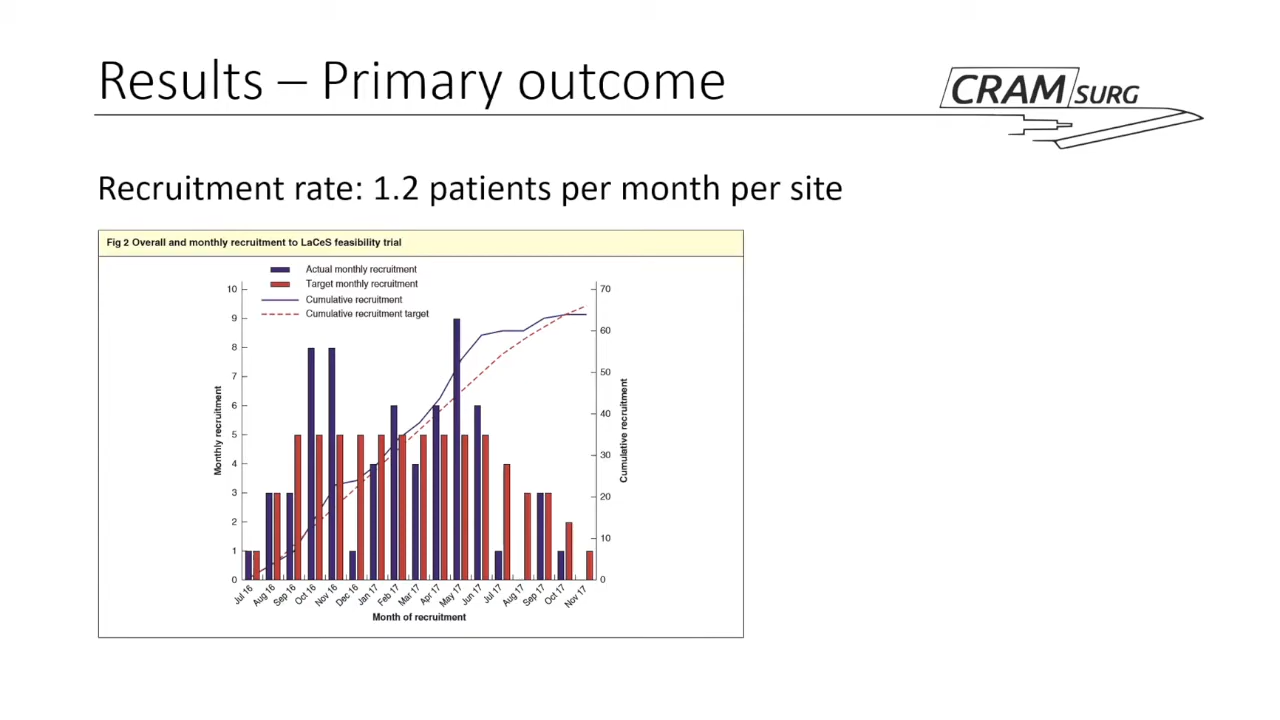 Results – Primary outcome
CRAM SURG
Recruitment rate: 1.2 patients per month per site
Fig 2 Overall and monthly recruitment to LaCeS feasibility trial
Actual monthly recruitment
Target monthly recruitment
Cumulative recruitment
Cumulative recruitment target
Monthly recruitment
10
9
8
7
6
5
4
3
2
1
0
70
60
50
40
30
20
10
0
Cumulative recruitment
Jul 16
Aug 16
Sep 16
Oct 16
Nov 16
Dec 16
Jan 17
Feb 17
Mar 17
Apr 17
May 17
Jun 17
Jul 17
Aug 17
Sep 17
Oct 17
Nov 17
Month of recruitment